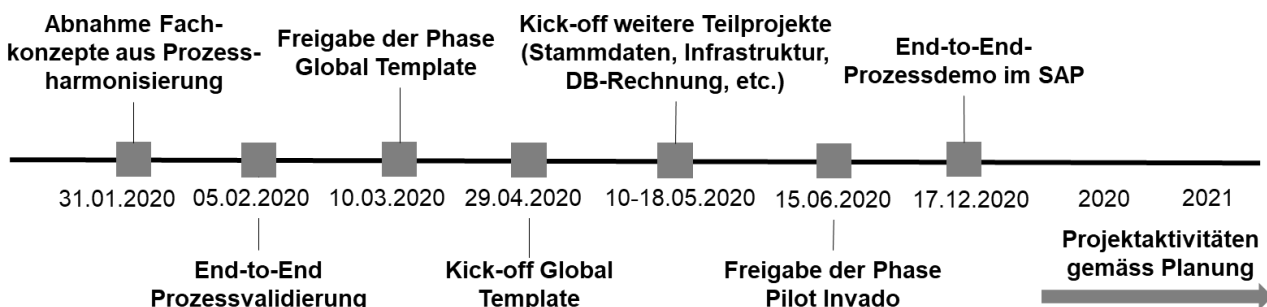 Abnahme Fach-
konzepte aus Prozess-
harmonisierung
Freigabe der Phase
Global Template
Kick-off weitere Teilprojekte
(Stammdaten, Infrastruktur,
DB-Rechnung, etc.)
End-to-End-
Prozessdemo im SAP
31.01.2020 05.02.2020 10.03.2020 29.04.2020 10-18.05.2020 15.06.2020 17.12.2020 2020 2021
End-to-End
Prozessvalidierung
Kick-off Global
Template
Freigabe der Phase
Pilot Invado
Projektaktivitäten
gemäss Planung